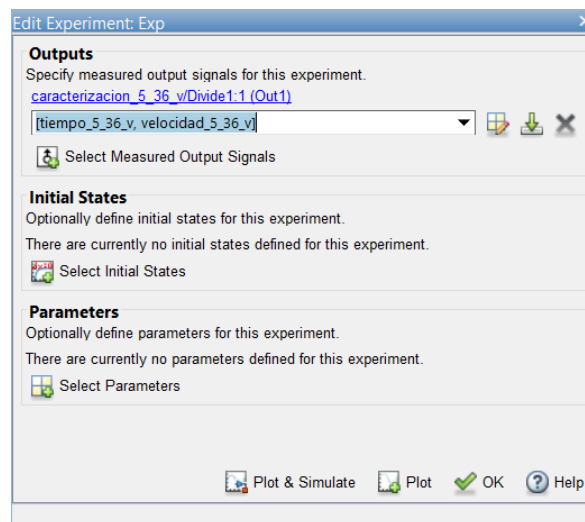 Edit Experiment: Exp
Outputs
Specify measured output signals for this experiment.
caracterizacion_5_36_v/Divide1:1 (Out1)
[tiempo_5_36_v, velocidad_5_36_v]
Select Measured Output Signals
Initial States
Optionally define initial states for this experiment.
There are currently no initial states defined for this experiment.
Select Initial States
Parameters
Optionally define parameters for this experiment.
There are currently no parameters defined for this experiment.
Select Parameters
Plot & Simulate Plot OK Help